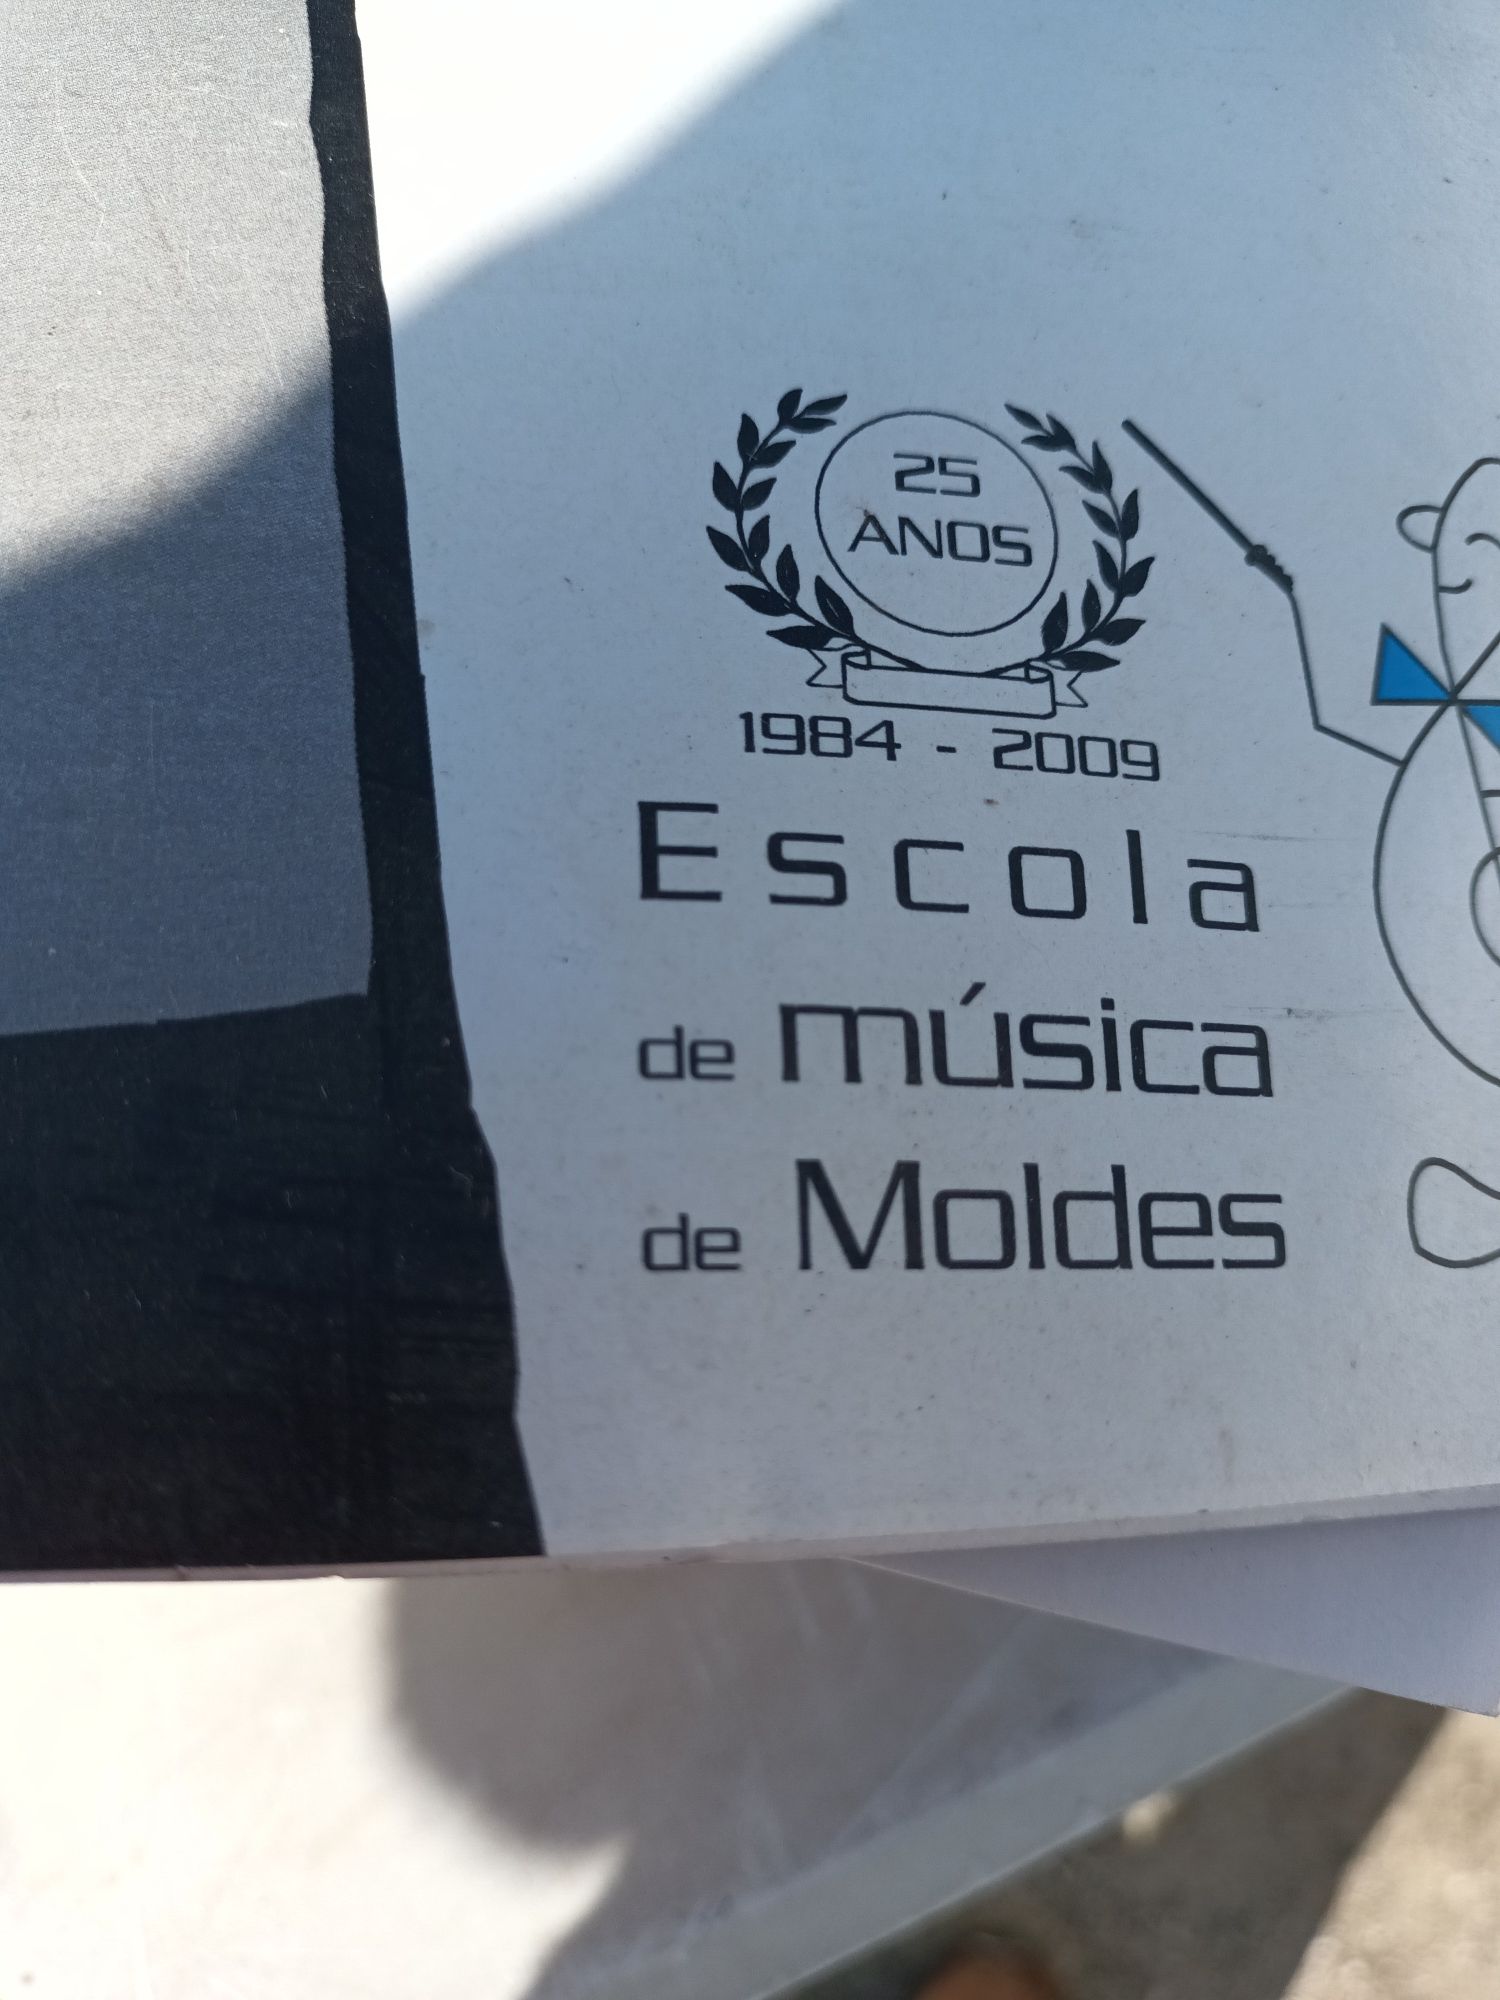 25
ANOS
1984 - 2009
Escola
de música
de Moldes